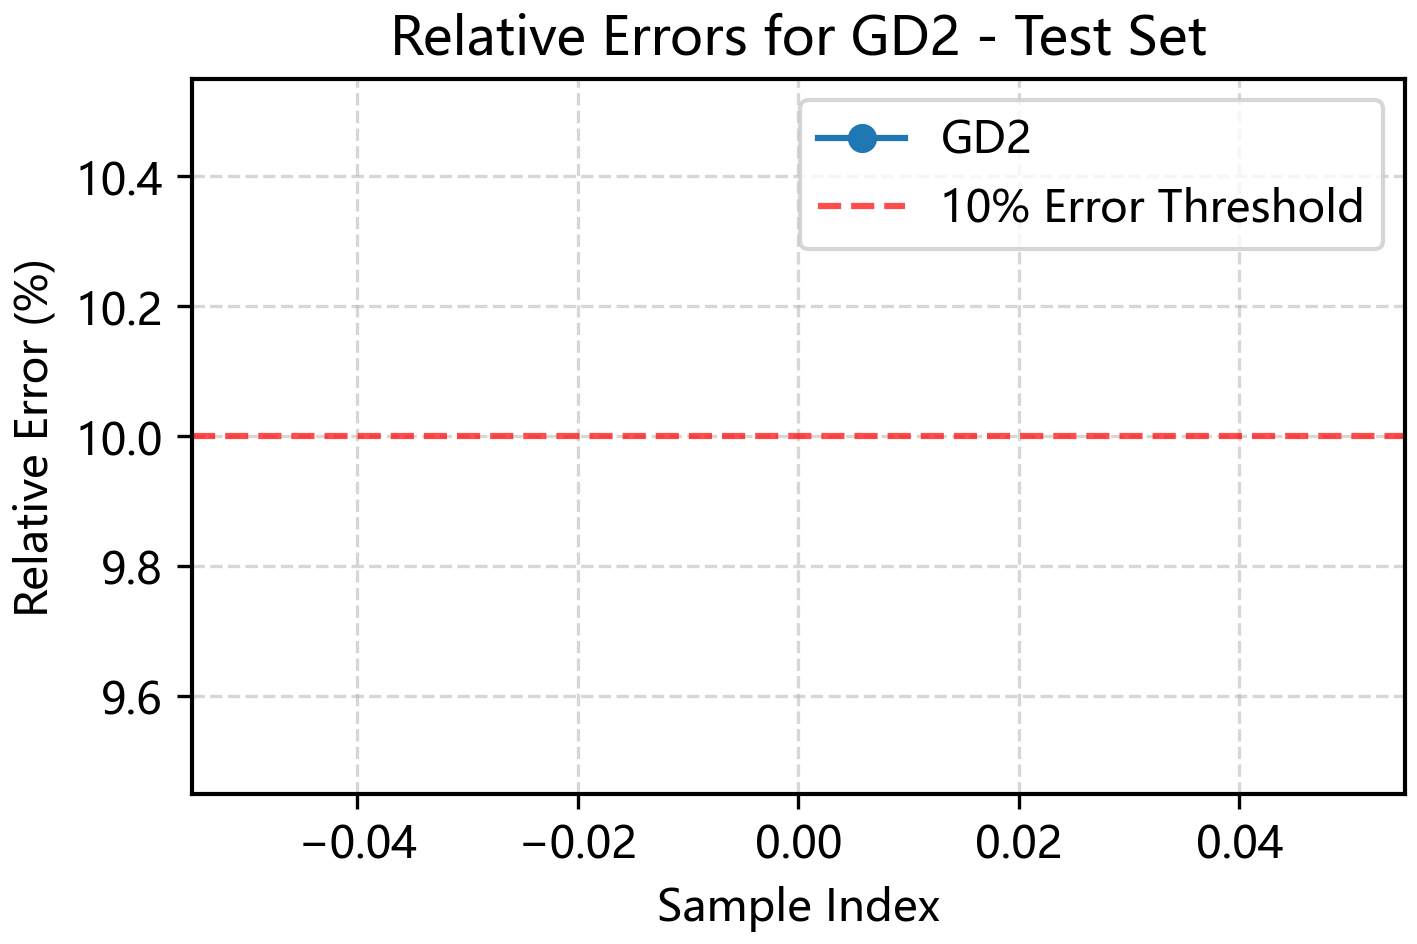 Relative Errors for GD2 - Test Set
GD2
10% Error Threshold
Relative Error (%)
10.4
10.2
10.0
9.8
9.6
−0.04
−0.02
0.00
0.02
0.04
Sample Index